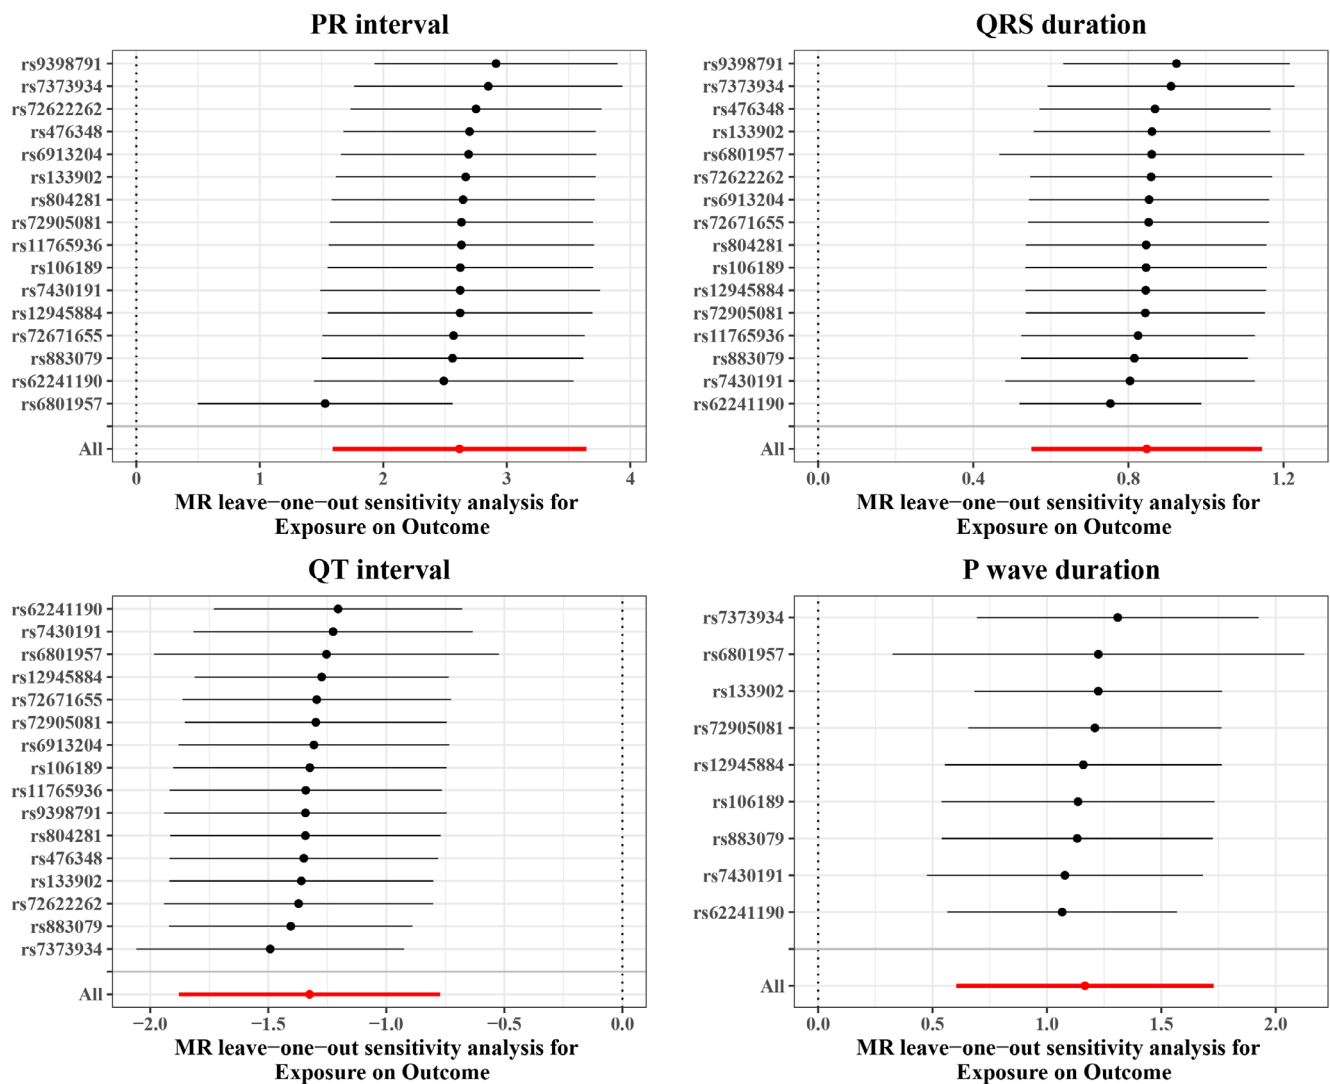 PR interval
rs9398791
rs7373934
rs72622262
rs476348
rs6913204
rs133902
rs804281
rs72905081
rs11765936
rs106189
rs7430191
rs12945884
rs72671655
rs883079
rs62241190
rs6801957
All
0 1 2 3 4
MR leave−one−out sensitivity analysis for
Exposure on Outcome
QRS duration
rs9398791
rs7373934
rs476348
rs133902
rs6801957
rs72622262
rs6913204
rs72671655
rs804281
rs106189
rs12945884
rs72905081
rs11765936
rs883079
rs7430191
rs62241190
All
0.0 0.4 0.8 1.2
MR leave−one−out sensitivity analysis for
Exposure on Outcome
QT interval
rs62241190
rs7430191
rs6801957
rs12945884
rs72671655
rs72905081
rs6913204
rs106189
rs11765936
rs9398791
rs804281
rs476348
rs133902
rs72622262
rs883079
rs7373934
All
−2.0 −1.5 −1.0 −0.5 0.0
MR leave−one−out sensitivity analysis for
Exposure on Outcome
P wave duration
rs7373934
rs6801957
rs133902
rs72905081
rs12945884
rs106189
rs883079
rs7430191
rs62241190
All
0.0 0.5 1.0 1.5 2.0
MR leave−one−out sensitivity analysis for
Exposure on Outcome